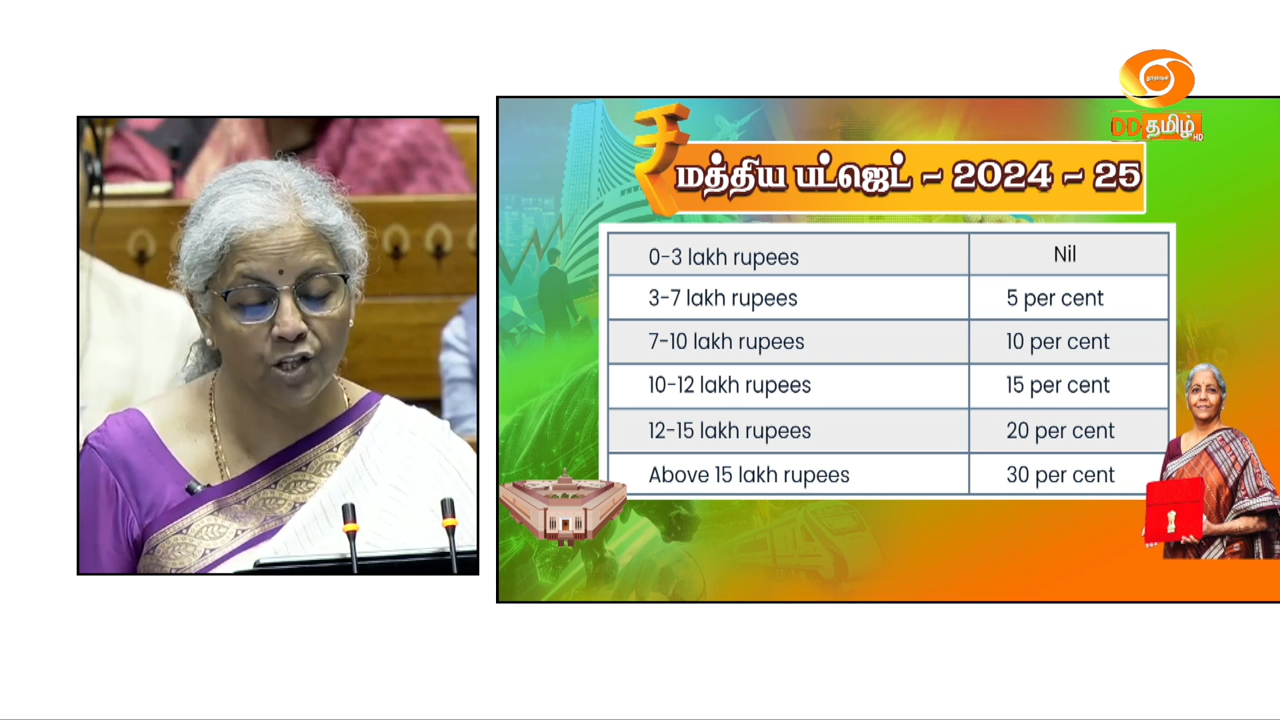 தூர்தர்ஷன்
DD தமிழ் HD
மத்திய பட்ஜெட் – 2024 – 25
0-3 lakh rupees Nil
3-7 lakh rupees 5 per cent
7-10 lakh rupees 10 per cent
10-12 lakh rupees 15 per cent
12-15 lakh rupees 20 per cent
Above 15 lakh rupees 30 per cent